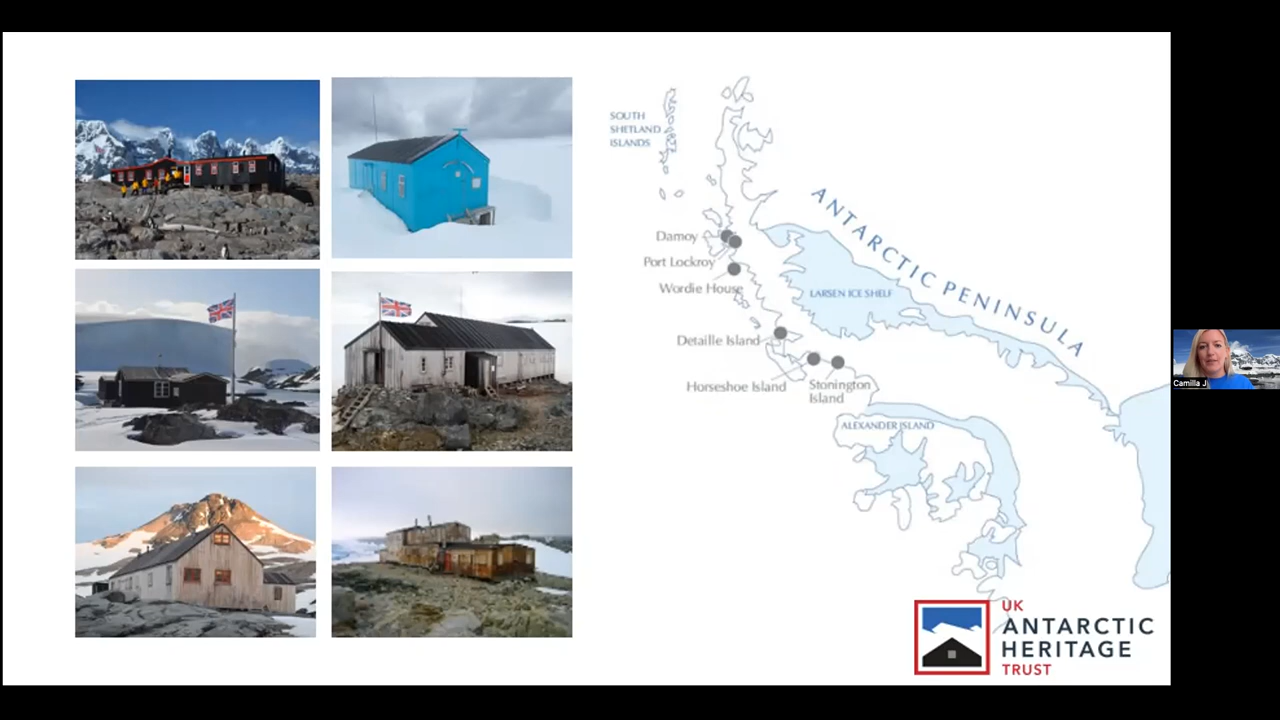 SOUTH
SHETLAND
ISLANDS
ANTARCTIC PENINSULA
Damoy
Port Lockroy
Wordie House
LARSEN ICE SHELF
Detaille Island
Horseshoe Island
Stonington
Island
ALEXANDER ISLAND
UK
ANTARCTIC
HERITAGE
TRUST
Camilla J